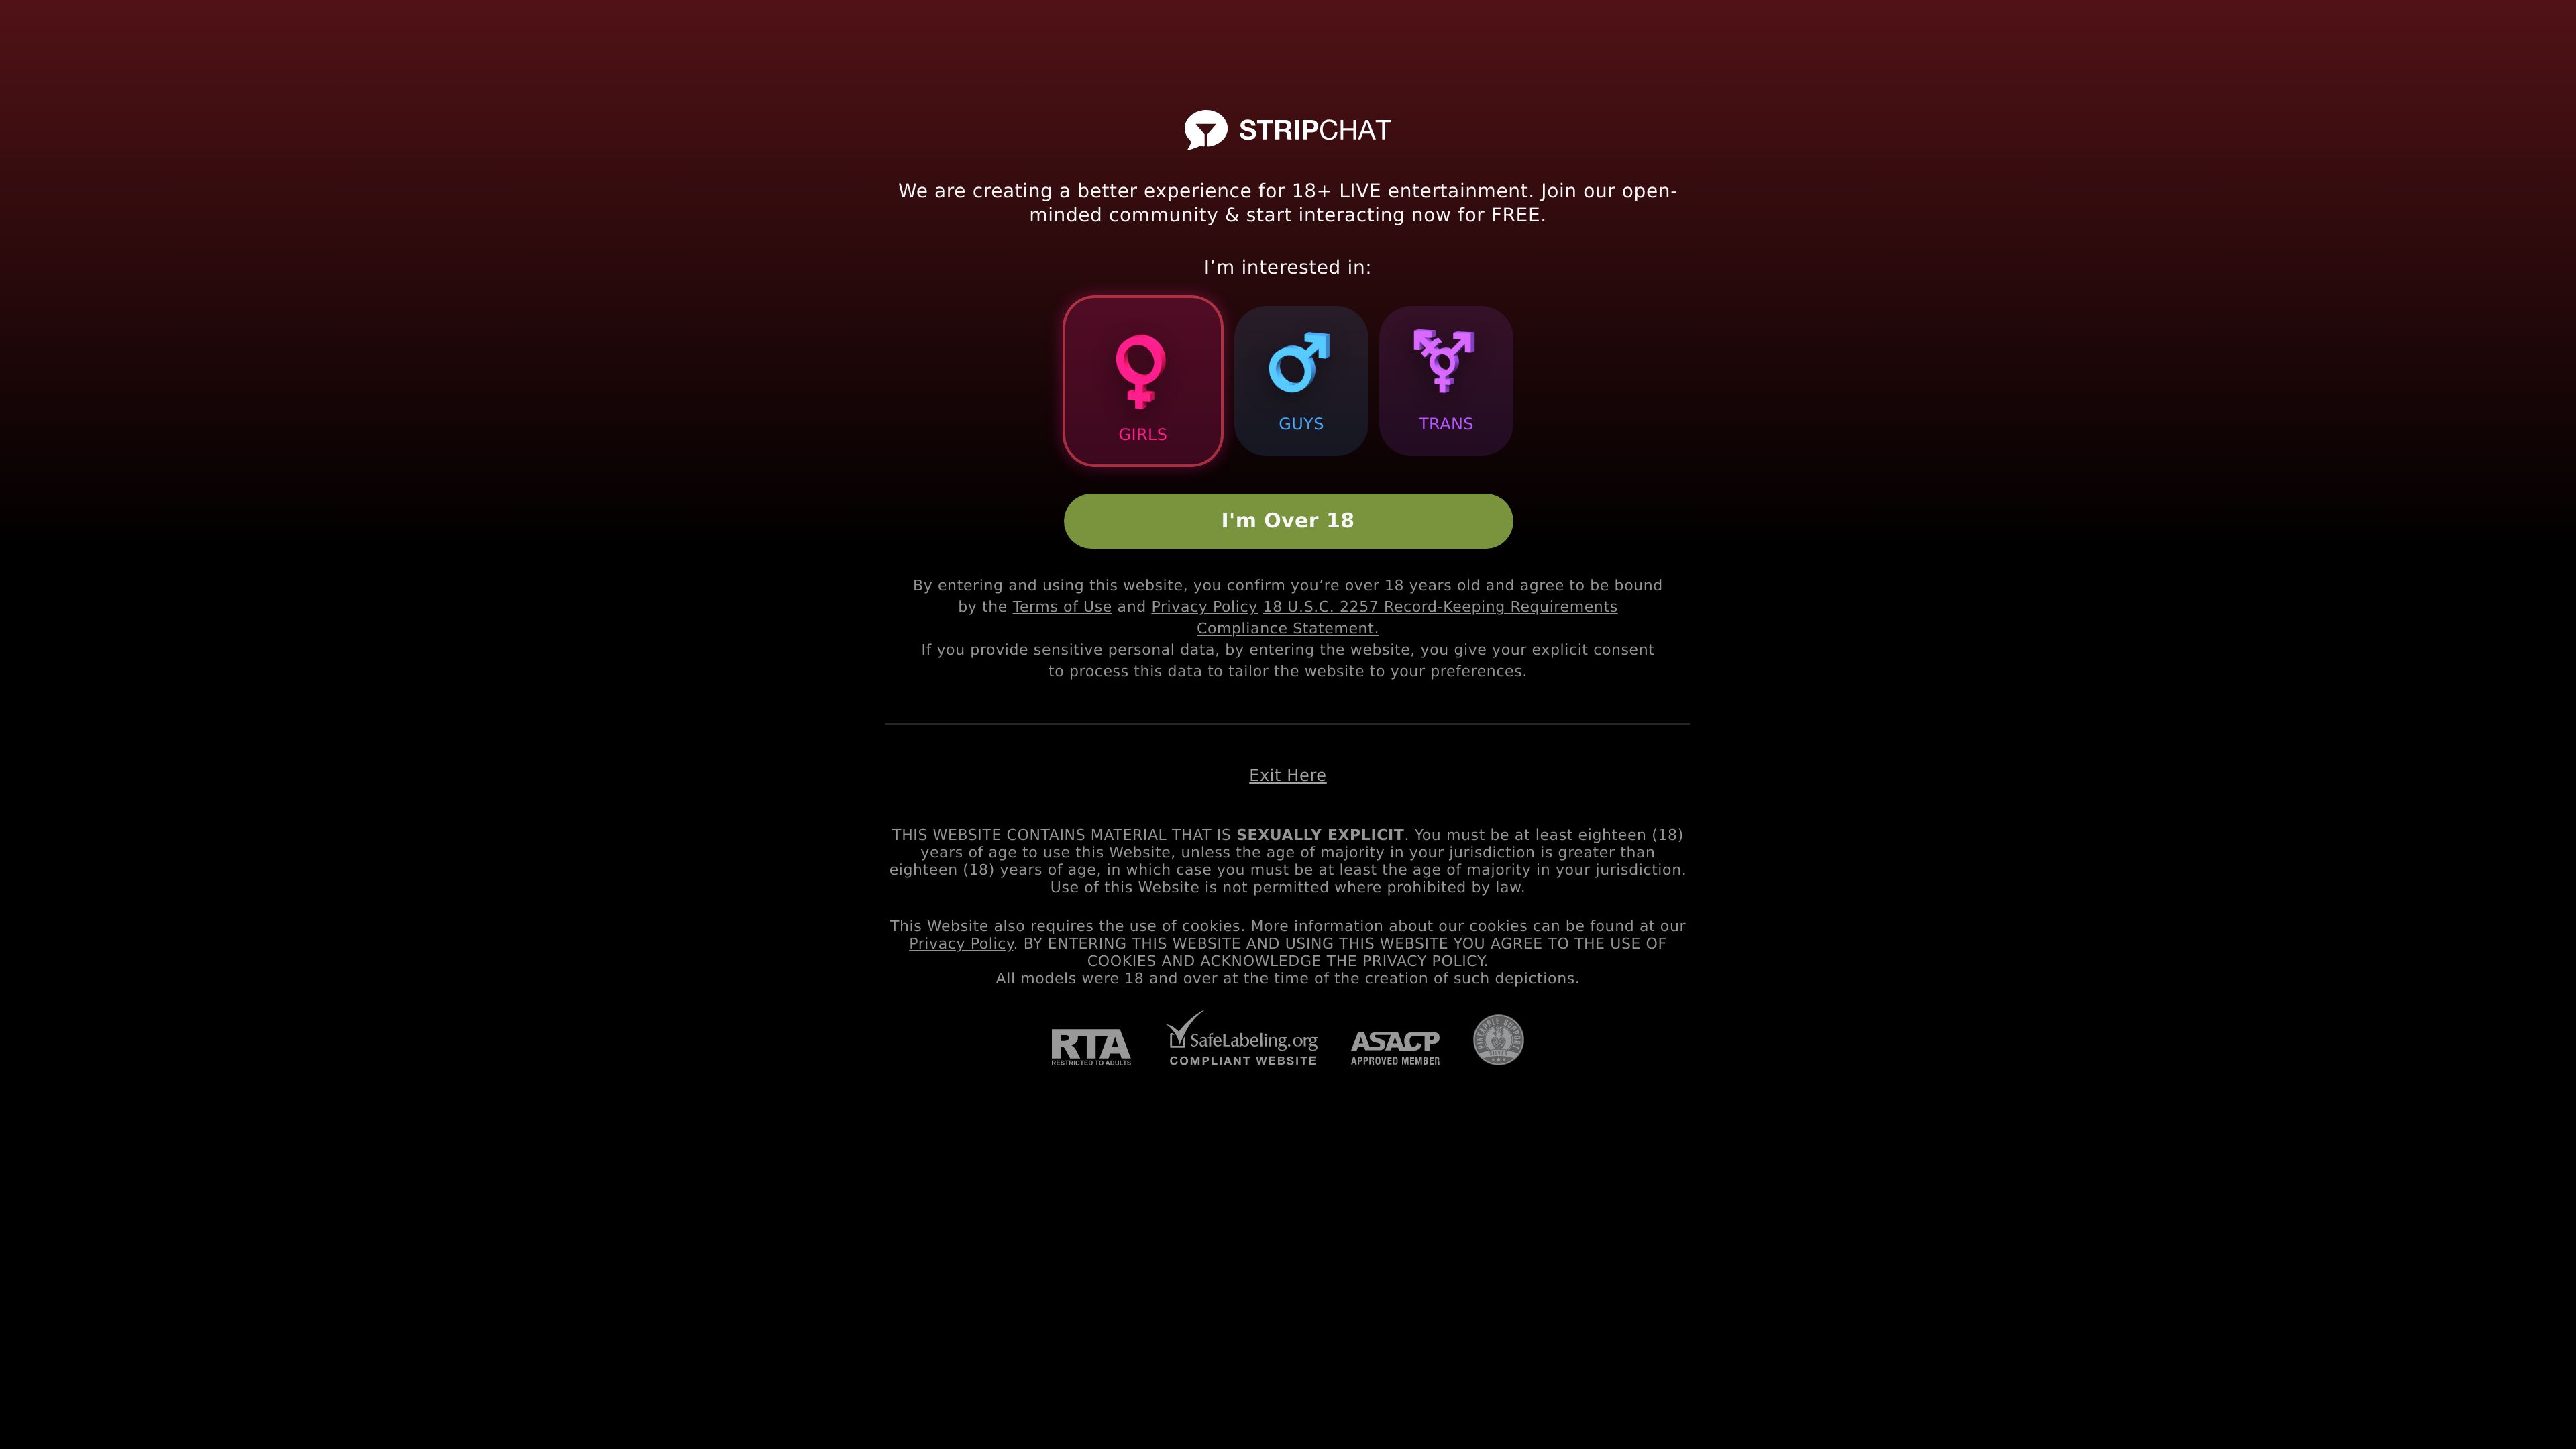 STRIPCHAT
We are creating a better experience for 18+ LIVE entertainment. Join our open-
minded community & start interacting now for FREE.
I’m interested in:
GIRLS
GUYS
TRANS
I'm Over 18
By entering and using this website, you confirm you’re over 18 years old and agree to be bound
by the Terms of Use and Privacy Policy 18 U.S.C. 2257 Record-Keeping Requirements
Compliance Statement.
If you provide sensitive personal data, by entering the website, you give your explicit consent
to process this data to tailor the website to your preferences.
Exit Here
THIS WEBSITE CONTAINS MATERIAL THAT IS SEXUALLY EXPLICIT. You must be at least eighteen (18)
years of age to use this Website, unless the age of majority in your jurisdiction is greater than
eighteen (18) years of age, in which case you must be at least the age of majority in your jurisdiction.
Use of this Website is not permitted where prohibited by law.
This Website also requires the use of cookies. More information about our cookies can be found at our
Privacy Policy. BY ENTERING THIS WEBSITE AND USING THIS WEBSITE YOU AGREE TO THE USE OF
COOKIES AND ACKNOWLEDGE THE PRIVACY POLICY.
All models were 18 and over at the time of the creation of such depictions.
RTA
RESTRICTED TO ADULTS
SafeLabeling.org
COMPLIANT WEBSITE
ASACP
APPROVED MEMBER
PINEAPPLE SUPPORT
SILVER